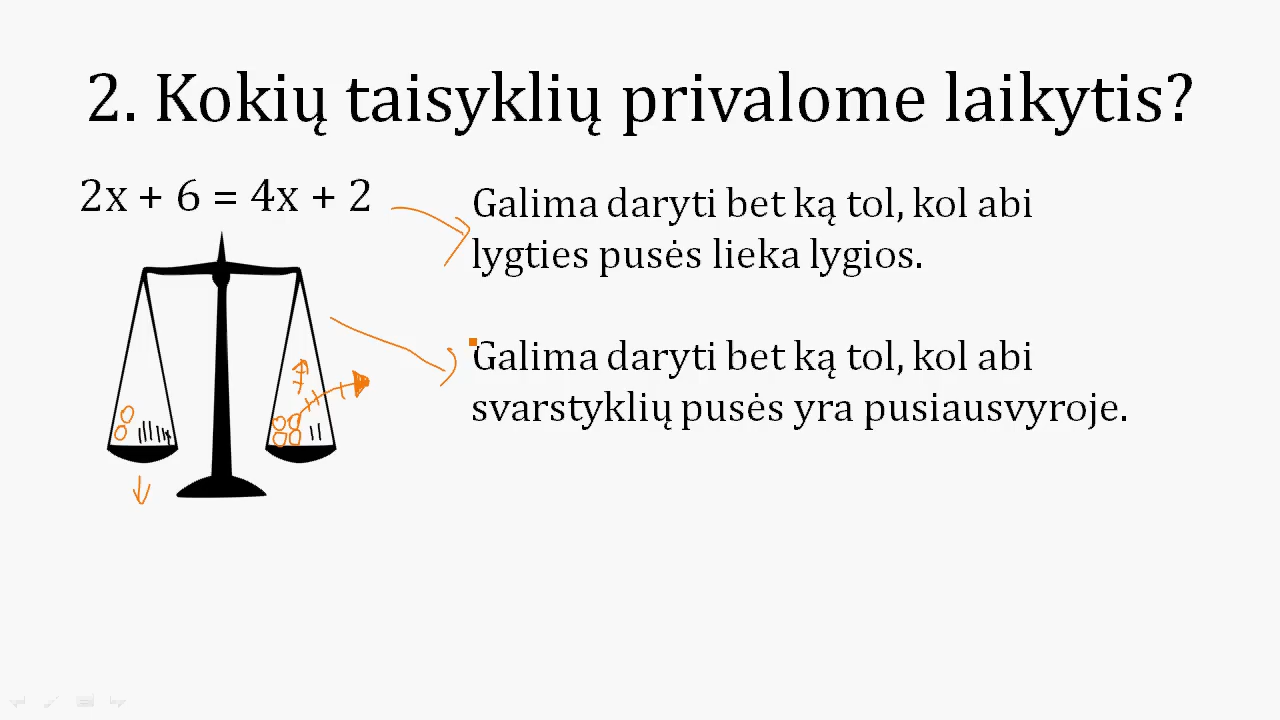 2. Kokių taisyklių privalome laikytis?
2x + 6 = 4x + 2
Galima daryti bet ką tol, kol abi
lygties pusės lieka lygios.
Galima daryti bet ką tol, kol abi
svarstyklių pusės yra pusiausvyroje.